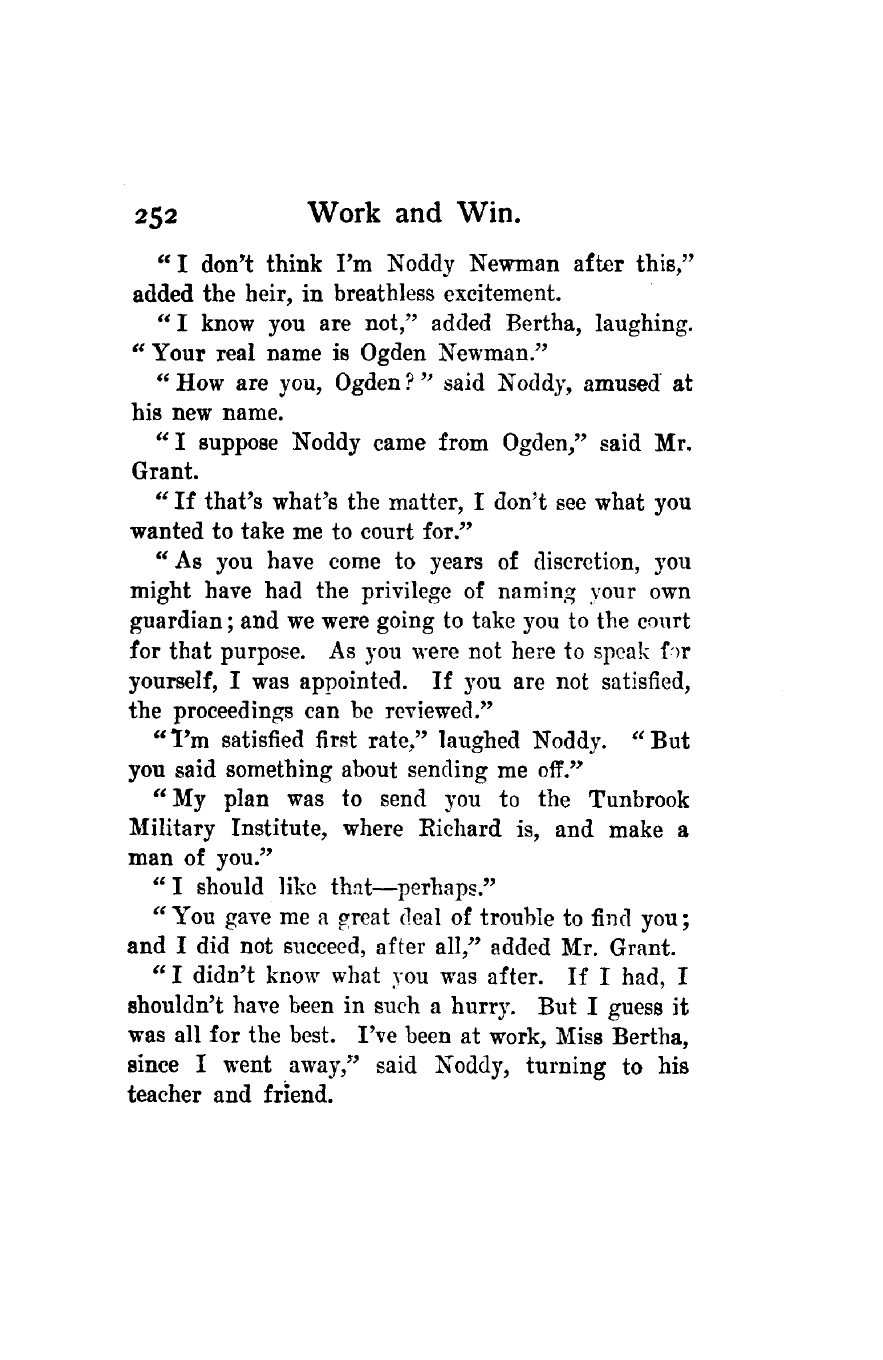 252 Work and Win.
“I don’t think I’m Noddy Newman after this,”
added the heir, in breathless excitement.
“I know you are not,” added Bertha, laughing.
“Your real name is Ogden Newman.”
“How are you, Ogden?” said Noddy, amused at
his new name.
“I suppose Noddy came from Ogden,” said Mr.
Grant.
“If that’s what’s the matter, I don’t see what you
wanted to take me to court for.”
“As you have come to years of discretion, you
might have had the privilege of naming your own
guardian; and we were going to take you to the court
for that purpose. As you were not here to speak for
yourself, I was appointed. If you are not satisfied,
the proceedings can be reviewed.”
“I’m satisfied first rate,” laughed Noddy. “But
you said something about sending me off.”
“My plan was to send you to the Tunbrook
Military Institute, where Richard is, and make a
man of you.”
“I should like that—perhaps.”
“You gave me a great deal of trouble to find you;
and I did not succeed, after all,” added Mr. Grant.
“I didn’t know what you was after. If I had, I
shouldn’t have been in such a hurry. But I guess it
was all for the best. I’ve been at work, Miss Bertha,
since I went away,” said Noddy, turning to his
teacher and friend.